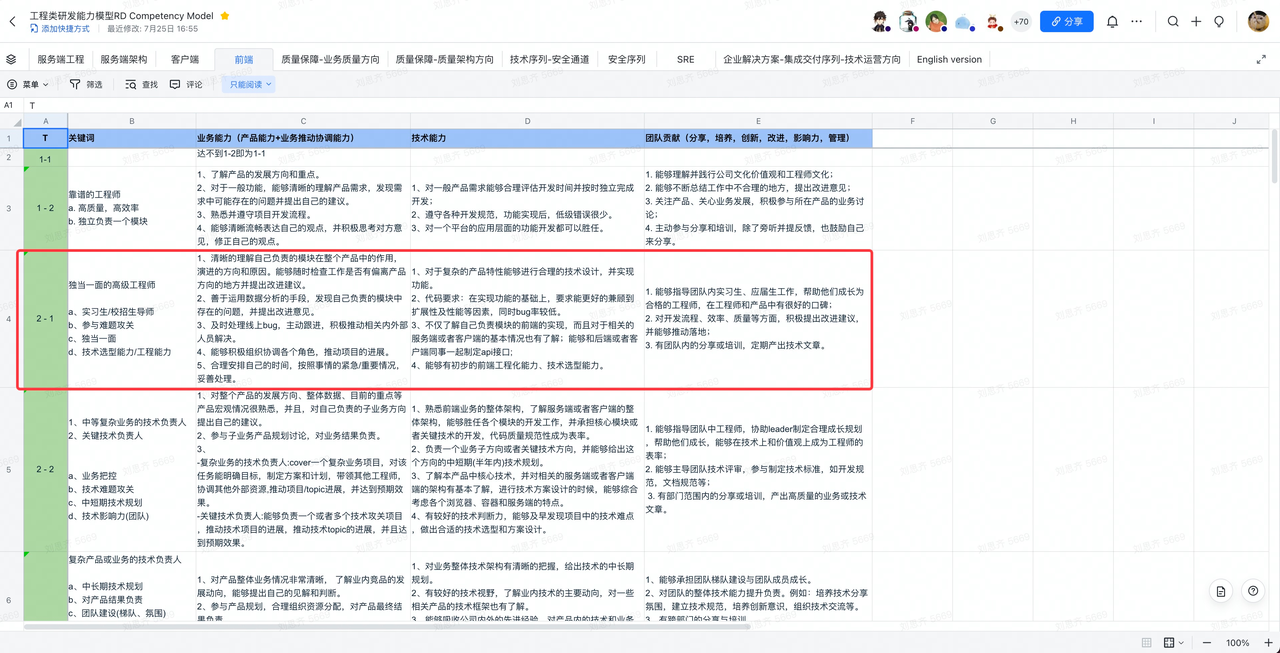 工程类研发能力模型RD Competency Model
添加快捷方式 最近修改: 7月25日 16:55
+70
分享
服务端工程 服务端架构 客户端 前端 质量保障-业务质量方向 质量保障-质量架构方向 技术序列-安全通道 安全序列 SRE 企业解决方案-集成交付序列-技术运营方向 English version
菜单 筛选 查找 评论 只能阅读
A1 T
A B C D E F G H I J
1 T 关键词 业务能力（产品能力+业务推动协调能力） 技术能力 团队贡献（分享，培养，创新，改进，影响力，管理）
2 1-1 达不到1-2即为1-1
3
1 - 2
靠谱的工程师
a. 高质量，高效率
b. 独立负责一个模块
1、了解产品的发展方向和重点。
2、对于一般功能，能够清晰的理解产品需求，发现需
求中可能存在的问题并提出自己的建议。
3、熟悉并遵守项目开发流程。
4、能够清晰流畅表达自己的观点，并积极思考对方意
见，修正自己的观点。
1、对一般产品需求能够合理评估开发时间并按时独立完成
开发；
2、遵守各种开发规范，功能实现后，低级错误很少。
3、对一个平台的应用层面的功能开发都可以胜任。
1. 能够理解并践行公司文化价值观和工程师文化；
2. 能够不断总结工作中不合理的地方，提出改进意见；
3. 关注产品、关心业务发展，积极参与所在产品的业务讨
论；
4. 主动参与分享和培训，除了旁听并提反馈，也鼓励自己
来分享。
4
2 - 1
独当一面的高级工程师
a、实习生/校招生导师
b、参与难题攻关
c、独当一面
d、技术选型能力/工程能力
1、清晰的理解自己负责的模块在整个产品中的作用，
演进的方向和原因。能够随时检查工作是否有偏离产品
方向的地方并提出改进建议。
2、善于运用数据分析的手段，发现自己负责的模块中
存在的问题，并提出改进意见。
3、及时处理线上bug，主动跟进，积极推动相关内外部
人员解决。
4、能够积极组织协调各个角色，推动项目的进展。
5、合理安排自己的时间，按照事情的紧急/重要情况，
妥善处理。
1、对于复杂的产品特性能够进行合理的技术设计，并实现
功能。
2、代码要求：在实现功能的基础上，要求能更好的兼顾到
扩展性及性能等因素，同时bug率较低。
3、不仅了解自己负责模块的前端的实现，而且对于相关的
服务端或者客户端的基本情况也有了解；能够和后端或者客
户端同事一起制定api接口;
4、能够有初步的前端工程化能力、技术选型能力。
1. 能够指导团队内实习生、应届生工作，帮助他们成长为
合格的工程师，在工程师和产品中有很好的口碑；
2. 对开发流程、效率、质量等方面，积极提出改进建议，
并能够推动落地；
3. 有团队内的分享或培训，定期产出技术文章。
5
2 - 2
1、中等复杂业务的技术负责人
2、关键技术负责人
a、业务把控
b、技术难题攻关
c、中短期技术规划
d、技术影响力(团队)
1、对整个产品的发展方向、整体数据、目前的重点等
产品宏观情况很熟悉，并且，对自己负责的子业务方向
提出自己的建议。
2、参与子业务产品规划讨论，对业务结果负责。
3、
-复杂业务的技术负责人:cover一个复杂业务项目，对该
任务能明确目标，制定方案和计划，带领其他工程师，
协调其他外部资源,推动项目/topic进展，并达到预期效
果。
-关键技术负责人:能够负责一个或者多个技术攻关项目
，推动技术项目的进展，推动技术topic的进展，并且达
到预期效果。
1、熟悉前端业务的整体架构，了解服务端或者客户端的整
体架构，能够胜任各个模块的开发工作，并承担核心模块或
者关键技术的开发，代码质量规范性成为表率。
2、负责一个业务子方向或者关键技术方向，并能够给出这
个方向的中短期(半年内)技术规划。
3、了解本产品中核心技术，并对相关的服务端或者客户端
端的架构有基本了解，进行技术方案设计的时候，能够综合
考虑各个浏览器、容器和服务端的特点。
4、有较好的技术判断力，能够及早发现项目中的技术难点
，做出合适的技术选型和方案设计。
1. 能够指导团队中工程师，协助leader制定合理成长规划
，帮助他们成长，能够在技术上和价值观上成为工程师的
表率；
2. 能够主导团队技术评审，参与制定技术标准，如开发规
范，文档规范等；
3. 有部门范围内的分享或培训，产出高质量的业务或技术
文章。
6
复杂产品或业务的技术负责人
a、中长期技术规划
b、对产品结果负责
c、团队建设(梯队、氛围)
1、对产品整体业务情况非常清晰， 了解业内竞品的发
展动向，能够提出自己的见解和判断。
2、参与产品规划，合理组织资源分配，对产品最终结
果负责。
1、对业务整体技术架构有清晰的把握，给出技术的中长期
规划。
2、有较好的技术视野，了解业内技术的主要动向，对一些
相关产品的技术框架也有了解。
3、能够吸收公司内外的先进经验，对产品内的技术和业务
1、能够承担团队梯队建设与团队成员成长。
2、对团队的整体技术能力提升负责。例如：培养技术分享
氛围，建立技术规范，培养创新意识，组织技术交流等。
3、有跨部门的分享与培训
100%